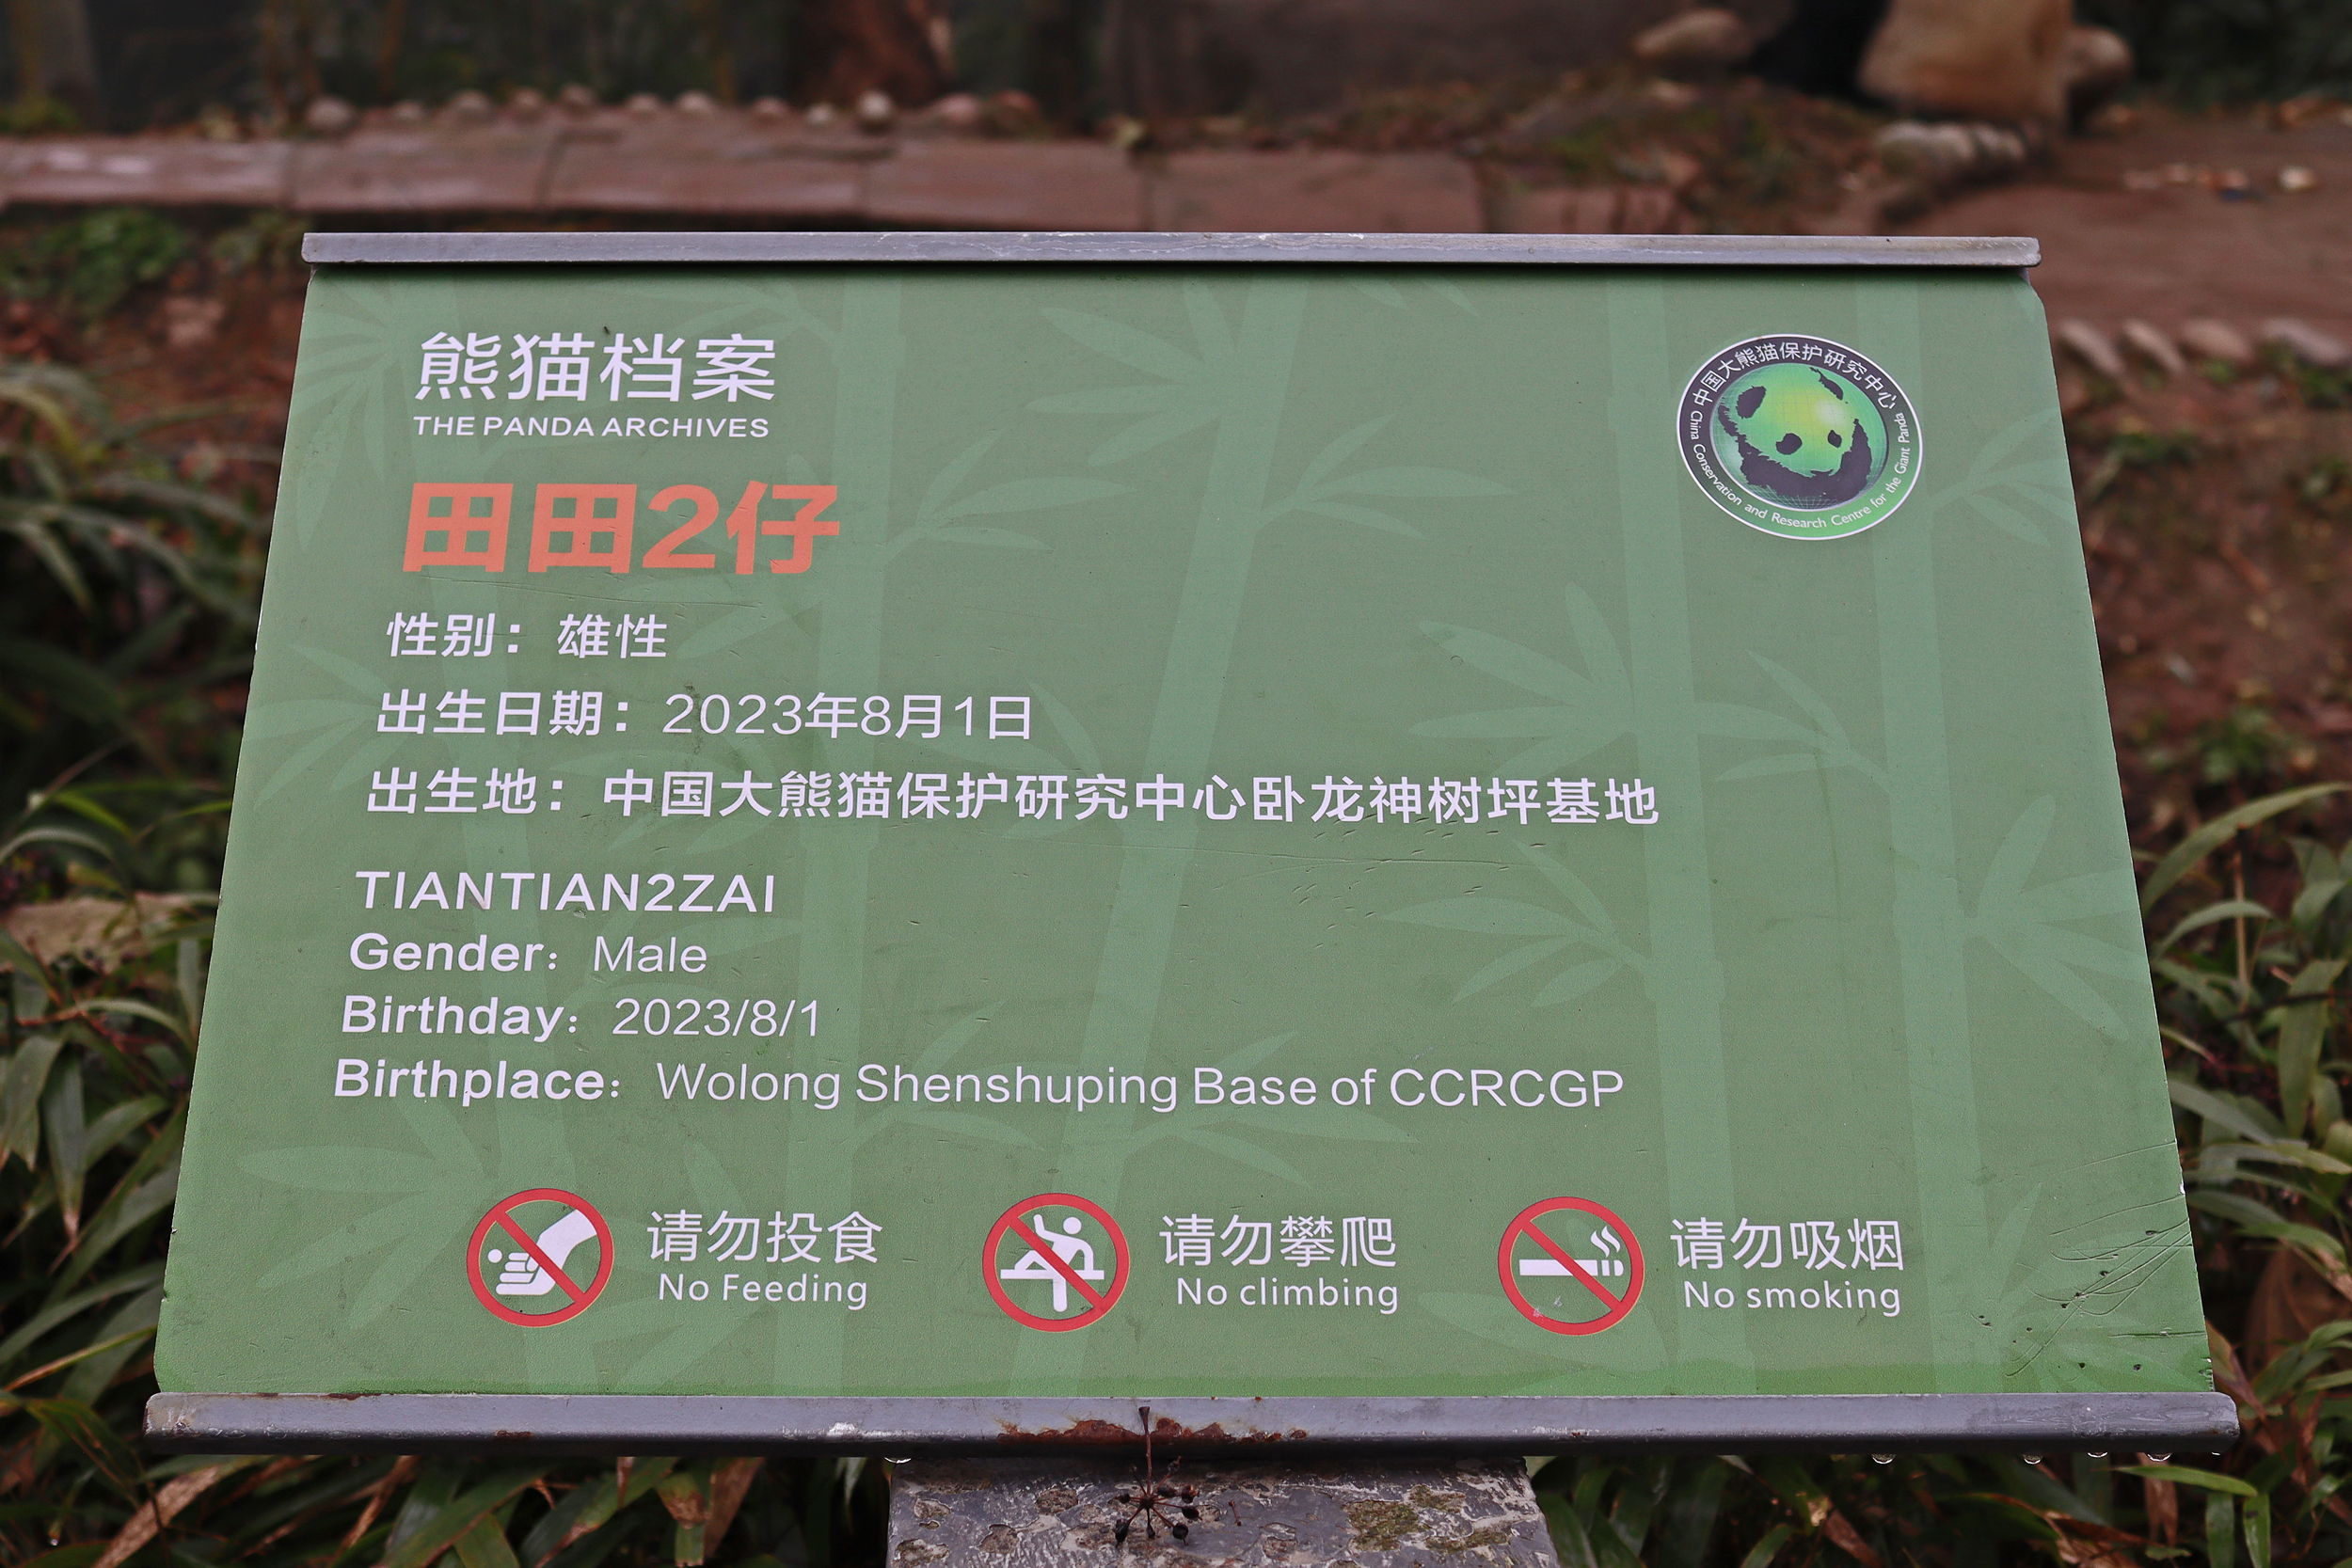 熊猫档案
THE PANDA ARCHIVES
中国大熊猫保护研究中心
China Conservation and Research Centre for the Giant Panda
田田2仔
性别：雄性
出生日期：2023年8月1日
出生地：中国大熊猫保护研究中心卧龙神树坪基地
TIANTIAN2ZAI
Gender：Male
Birthday：2023/8/1
Birthplace：Wolong Shenshuping Base of CCRCGP
请勿投食
No Feeding
请勿攀爬
No climbing
请勿吸烟
No smoking